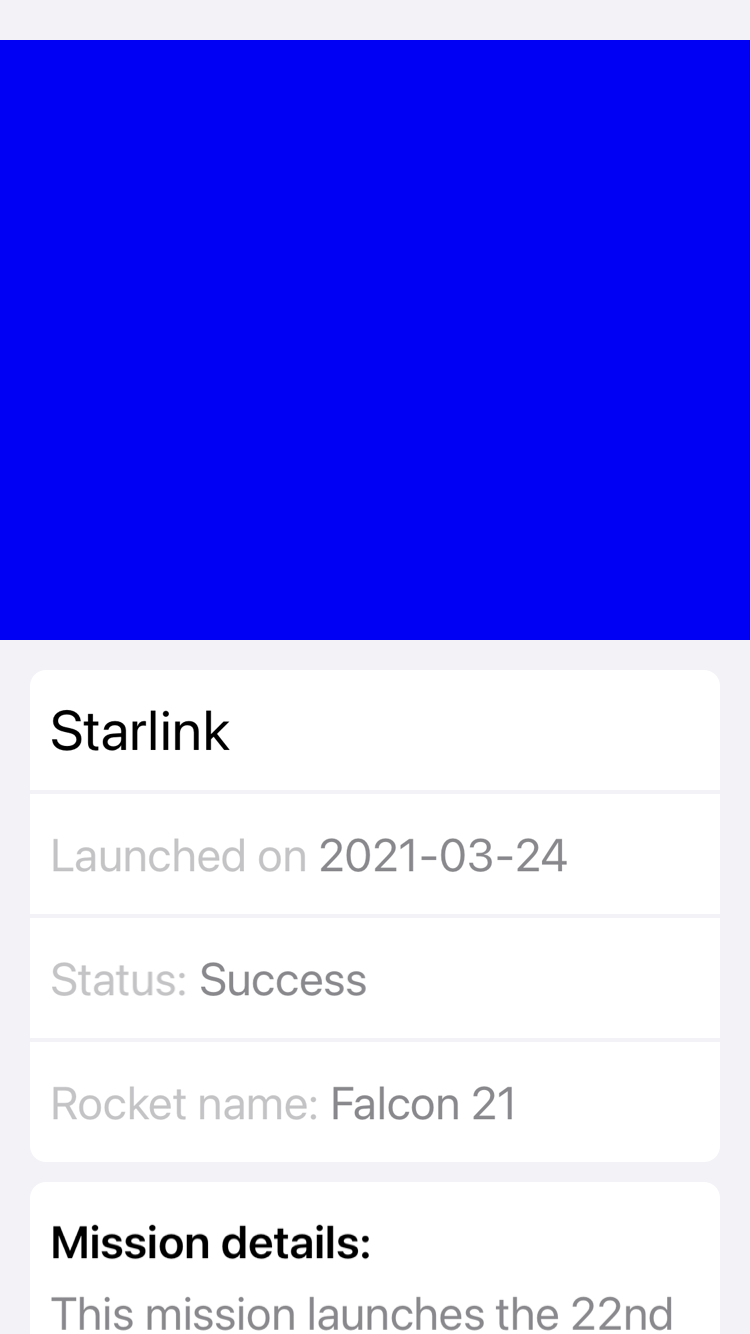 Starlink
Launched on 2021-03-24
Status: Success
Rocket name: Falcon 21
Mission details:
This mission launches the 22nd